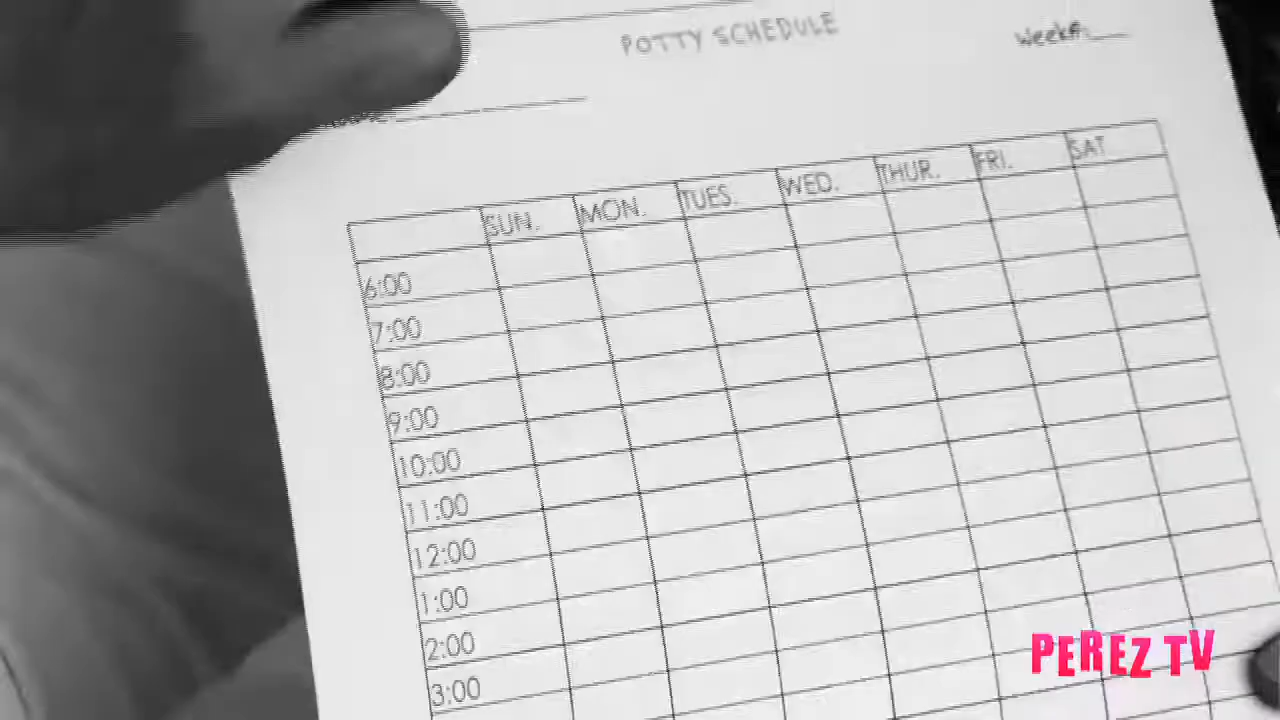 POTTY SCHEDULE
Week#:___
SUN. MON. TUES. WED. THUR. FRI. SAT.
6:00
7:00
8:00
9:00
10:00
11:00
12:00
1:00
2:00
3:00
PEREZ TV